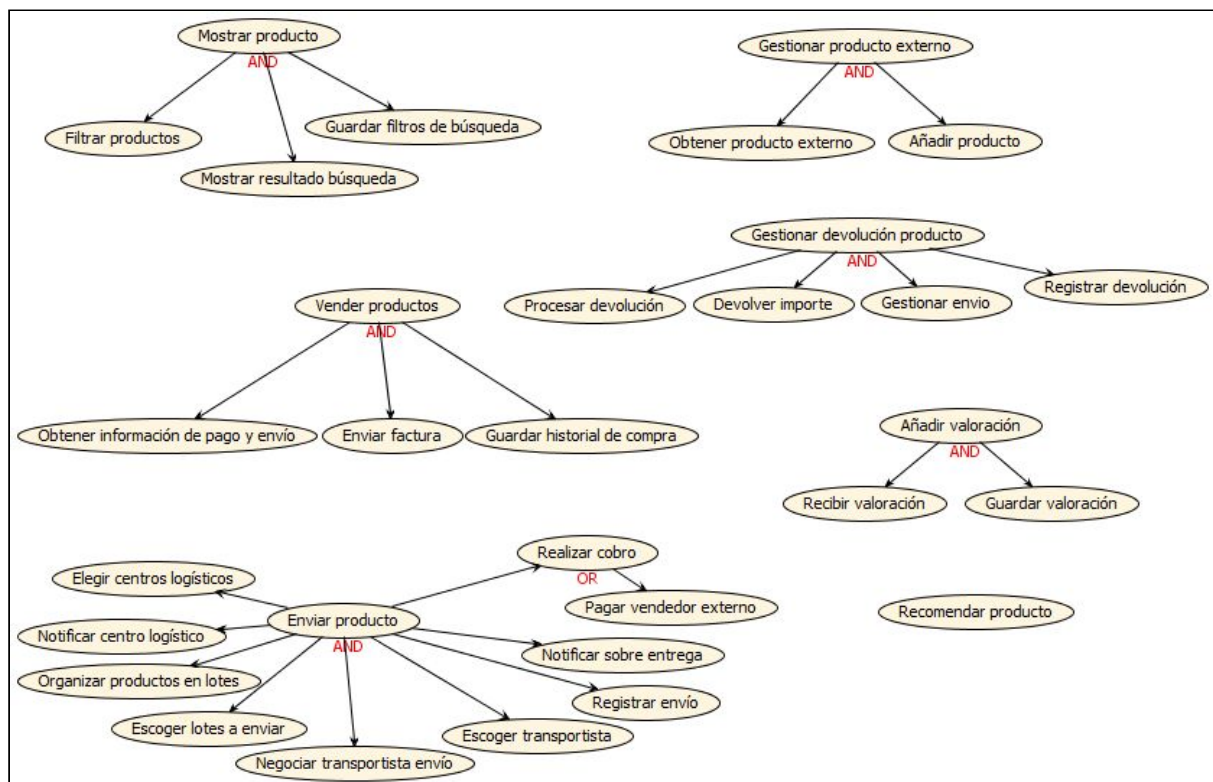 Mostrar producto
AND
Filtrar productos
Guardar filtros de búsqueda
Mostrar resultado búsqueda
Gestionar producto externo
AND
Obtener producto externo
Añadir producto
Gestionar devolución producto
AND
Procesar devolución
Devolver importe
Gestionar envio
Registrar devolución
Vender productos
AND
Obtener información de pago y envío
Enviar factura
Guardar historial de compra
Añadir valoración
AND
Recibir valoración
Guardar valoración
Realizar cobro
OR
Pagar vendedor externo
Elegir centros logísticos
Enviar producto
AND
Notificar centro logístico
Organizar productos en lotes
Escoger lotes a enviar
Negociar transportista envío
Escoger transportista
Registrar envío
Notificar sobre entrega
Recomendar producto